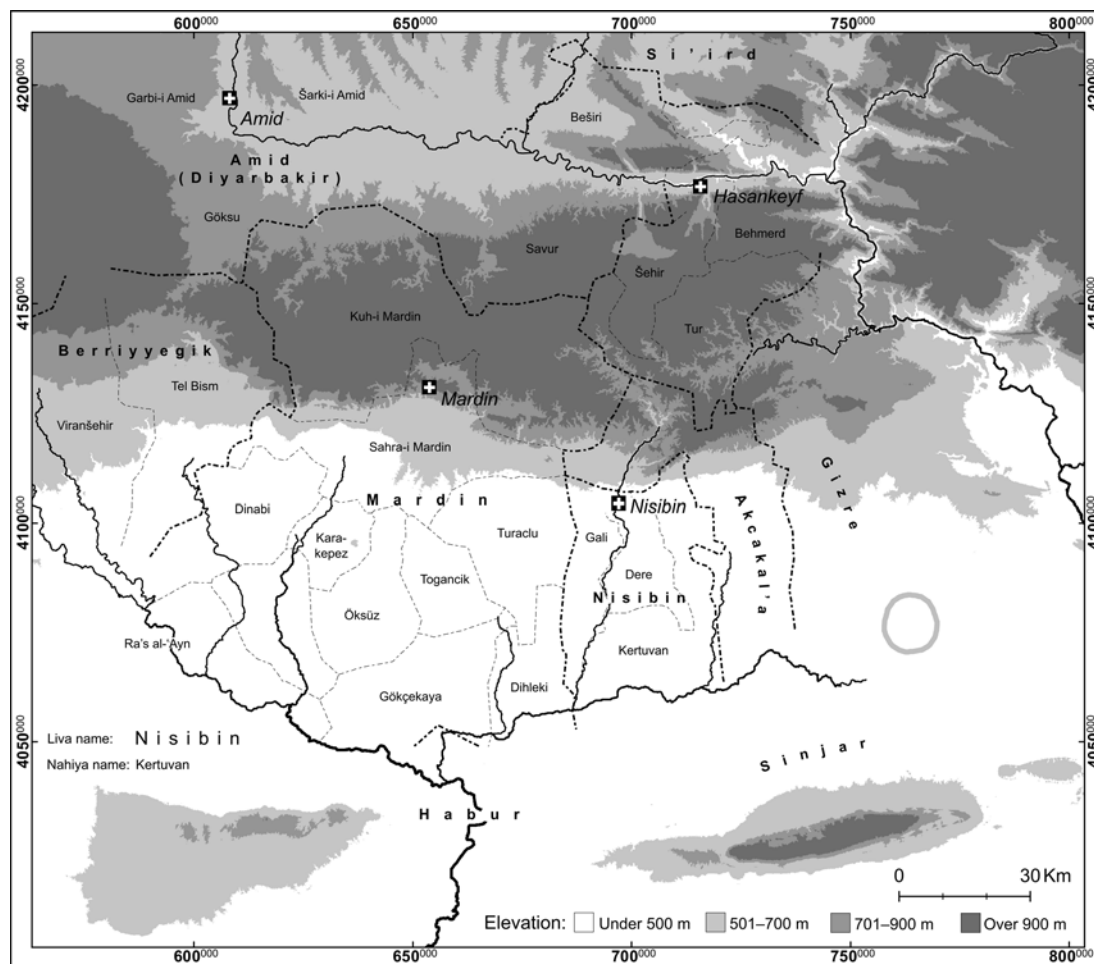 600000 650000 700000 750000 800000
4200000 4200000
Si'ird
Garbi-i Amid
Šarki-i Amid
Amid
Beširi
Amid
(Diyarbakir)
Hasankeyf
Göksu
Savur
Behmerd
Šehir
4150000 4150000
Kuh-i Mardin
Tur
Berriyyegik
Tel Bism
Mardin
Viranšehir
Sahra-i Mardin
Gizre
Mardin
Nisibin
Akcakal'a
4100000 4100000
Dinabi
Kara-
kepez
Turaclu
Gali
Togancik
Dere
Nisibin
Öksüz
Ra's al-'Ayn
Kertuvan
Gökçekaya
Dihleki
4050000 4050000
Liva name: Nisibin
Nahiya name: Kertuvan
Sinjar
Habur
0 30 Km
Elevation: Under 500 m 501–700 m 701–900 m Over 900 m
600000 650000 700000 750000 800000